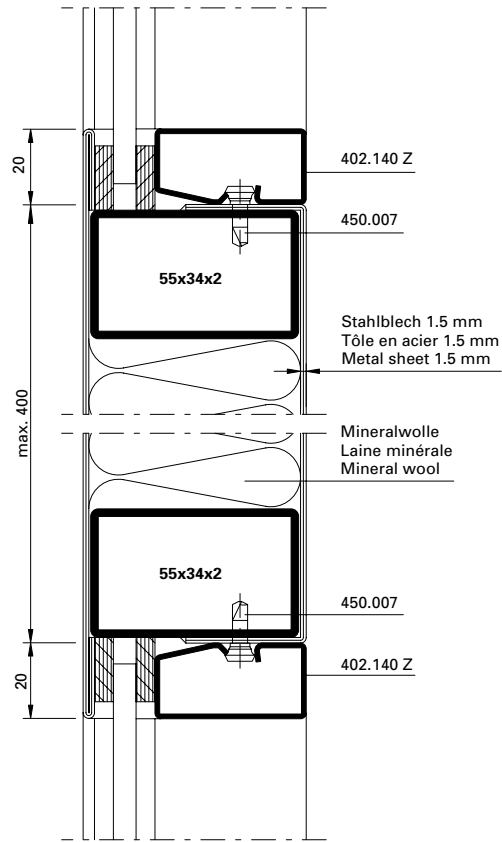 20
402.140 Z
450.007
55x34x2
Stahlblech 1.5 mm
Tôle en acier 1.5 mm
Metal sheet 1.5 mm
max. 400
Mineralwolle
Laine minérale
Mineral wool
55x34x2
450.007
402.140 Z
20